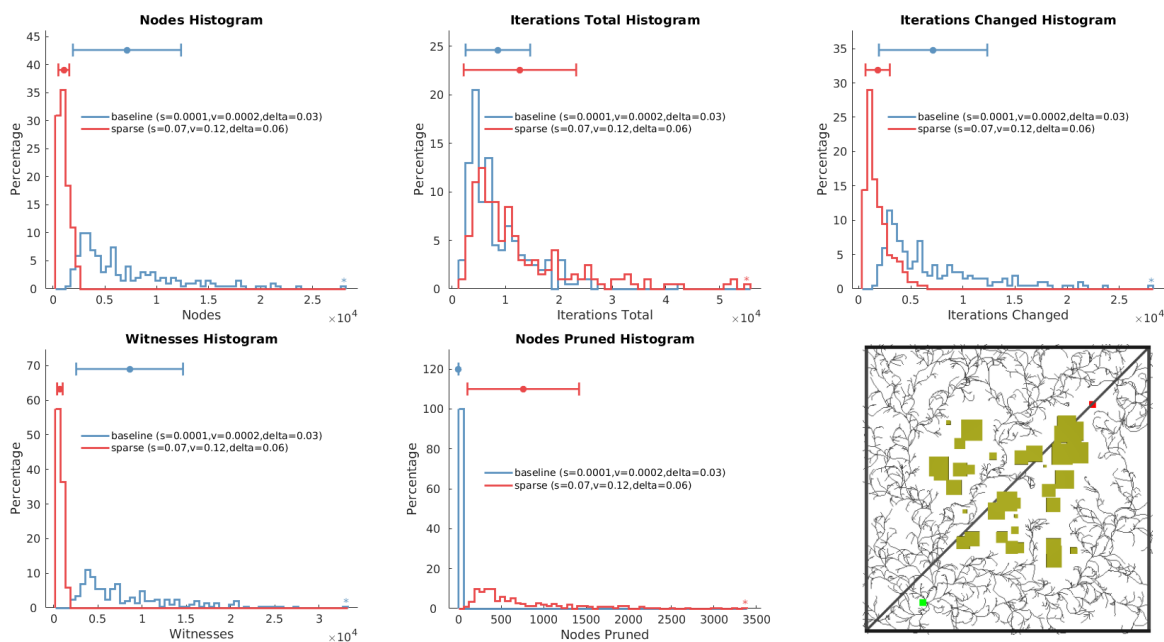 Nodes Histogram
45
40
35
30
25
20
15
10
5
0
Percentage
baseline (s=0.0001,v=0.0002,delta=0.03)
sparse (s=0.07,v=0.12,delta=0.06)
*
0 0.5 1 1.5 2 2.5
Nodes
×10⁴
Iterations Total Histogram
25
20
15
10
5
0
Percentage
baseline (s=0.0001,v=0.0002,delta=0.03)
sparse (s=0.07,v=0.12,delta=0.06)
*
0 1 2 3 4 5
Iterations Total
×10⁴
Iterations Changed Histogram
35
30
25
20
15
10
5
0
Percentage
baseline (s=0.0001,v=0.0002,delta=0.03)
sparse (s=0.07,v=0.12,delta=0.06)
*
0 0.5 1 1.5 2 2.5
Iterations Changed
×10⁴
Witnesses Histogram
70
60
50
40
30
20
10
0
Percentage
baseline (s=0.0001,v=0.0002,delta=0.03)
sparse (s=0.07,v=0.12,delta=0.06)
*
0 0.5 1 1.5 2 2.5 3
Witnesses
×10⁴
Nodes Pruned Histogram
120
100
80
60
40
20
0
Percentage
baseline (s=0.0001,v=0.0002,delta=0.03)
sparse (s=0.07,v=0.12,delta=0.06)
*
0 500 1000 1500 2000 2500 3000 3500
Nodes Pruned